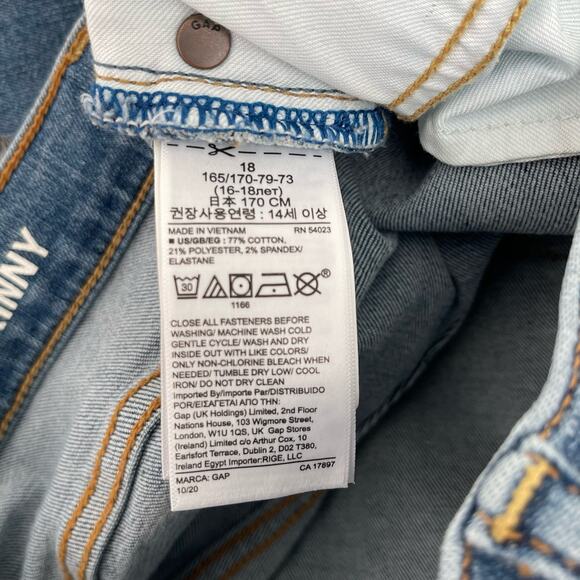 GAP
18
165/170-79-73
(16-18лет)
日本 170 CM
권장사용연령 : 14세 이상
MADE IN VIETNAM RN 54023
■ US/GB/EG : 77% COTTON,
21% POLYESTER, 2% SPANDEX/
ELASTANE
30
1166
CLOSE ALL FASTENERS BEFORE
WASHING/ MACHINE WASH COLD
GENTLE CYCLE/ WASH AND DRY
INSIDE OUT WITH LIKE COLORS/
ONLY NON-CHLORINE BLEACH WHEN
NEEDED/ TUMBLE DRY LOW/ COOL
IRON/ DO NOT DRY CLEAN
Imported by/Importe Par/DISTRIBUIDO
POR/ΕΙΣΑΓΕΤΑΙ ΑΠΟ ΤΗΝ:
Gap (UK Holdings) Limited, 2nd Floor
Nations House, 103 Wigmore Street,
London, W1U 1QS, UK Gap Stores
(Ireland) Limited c/o Arthur Cox, 10
Earlsfort Terrace, Dublin 2, D02 T380,
Ireland Egypt Importer:RIGE, LLC
MARCA: GAP CA 17897
10/20